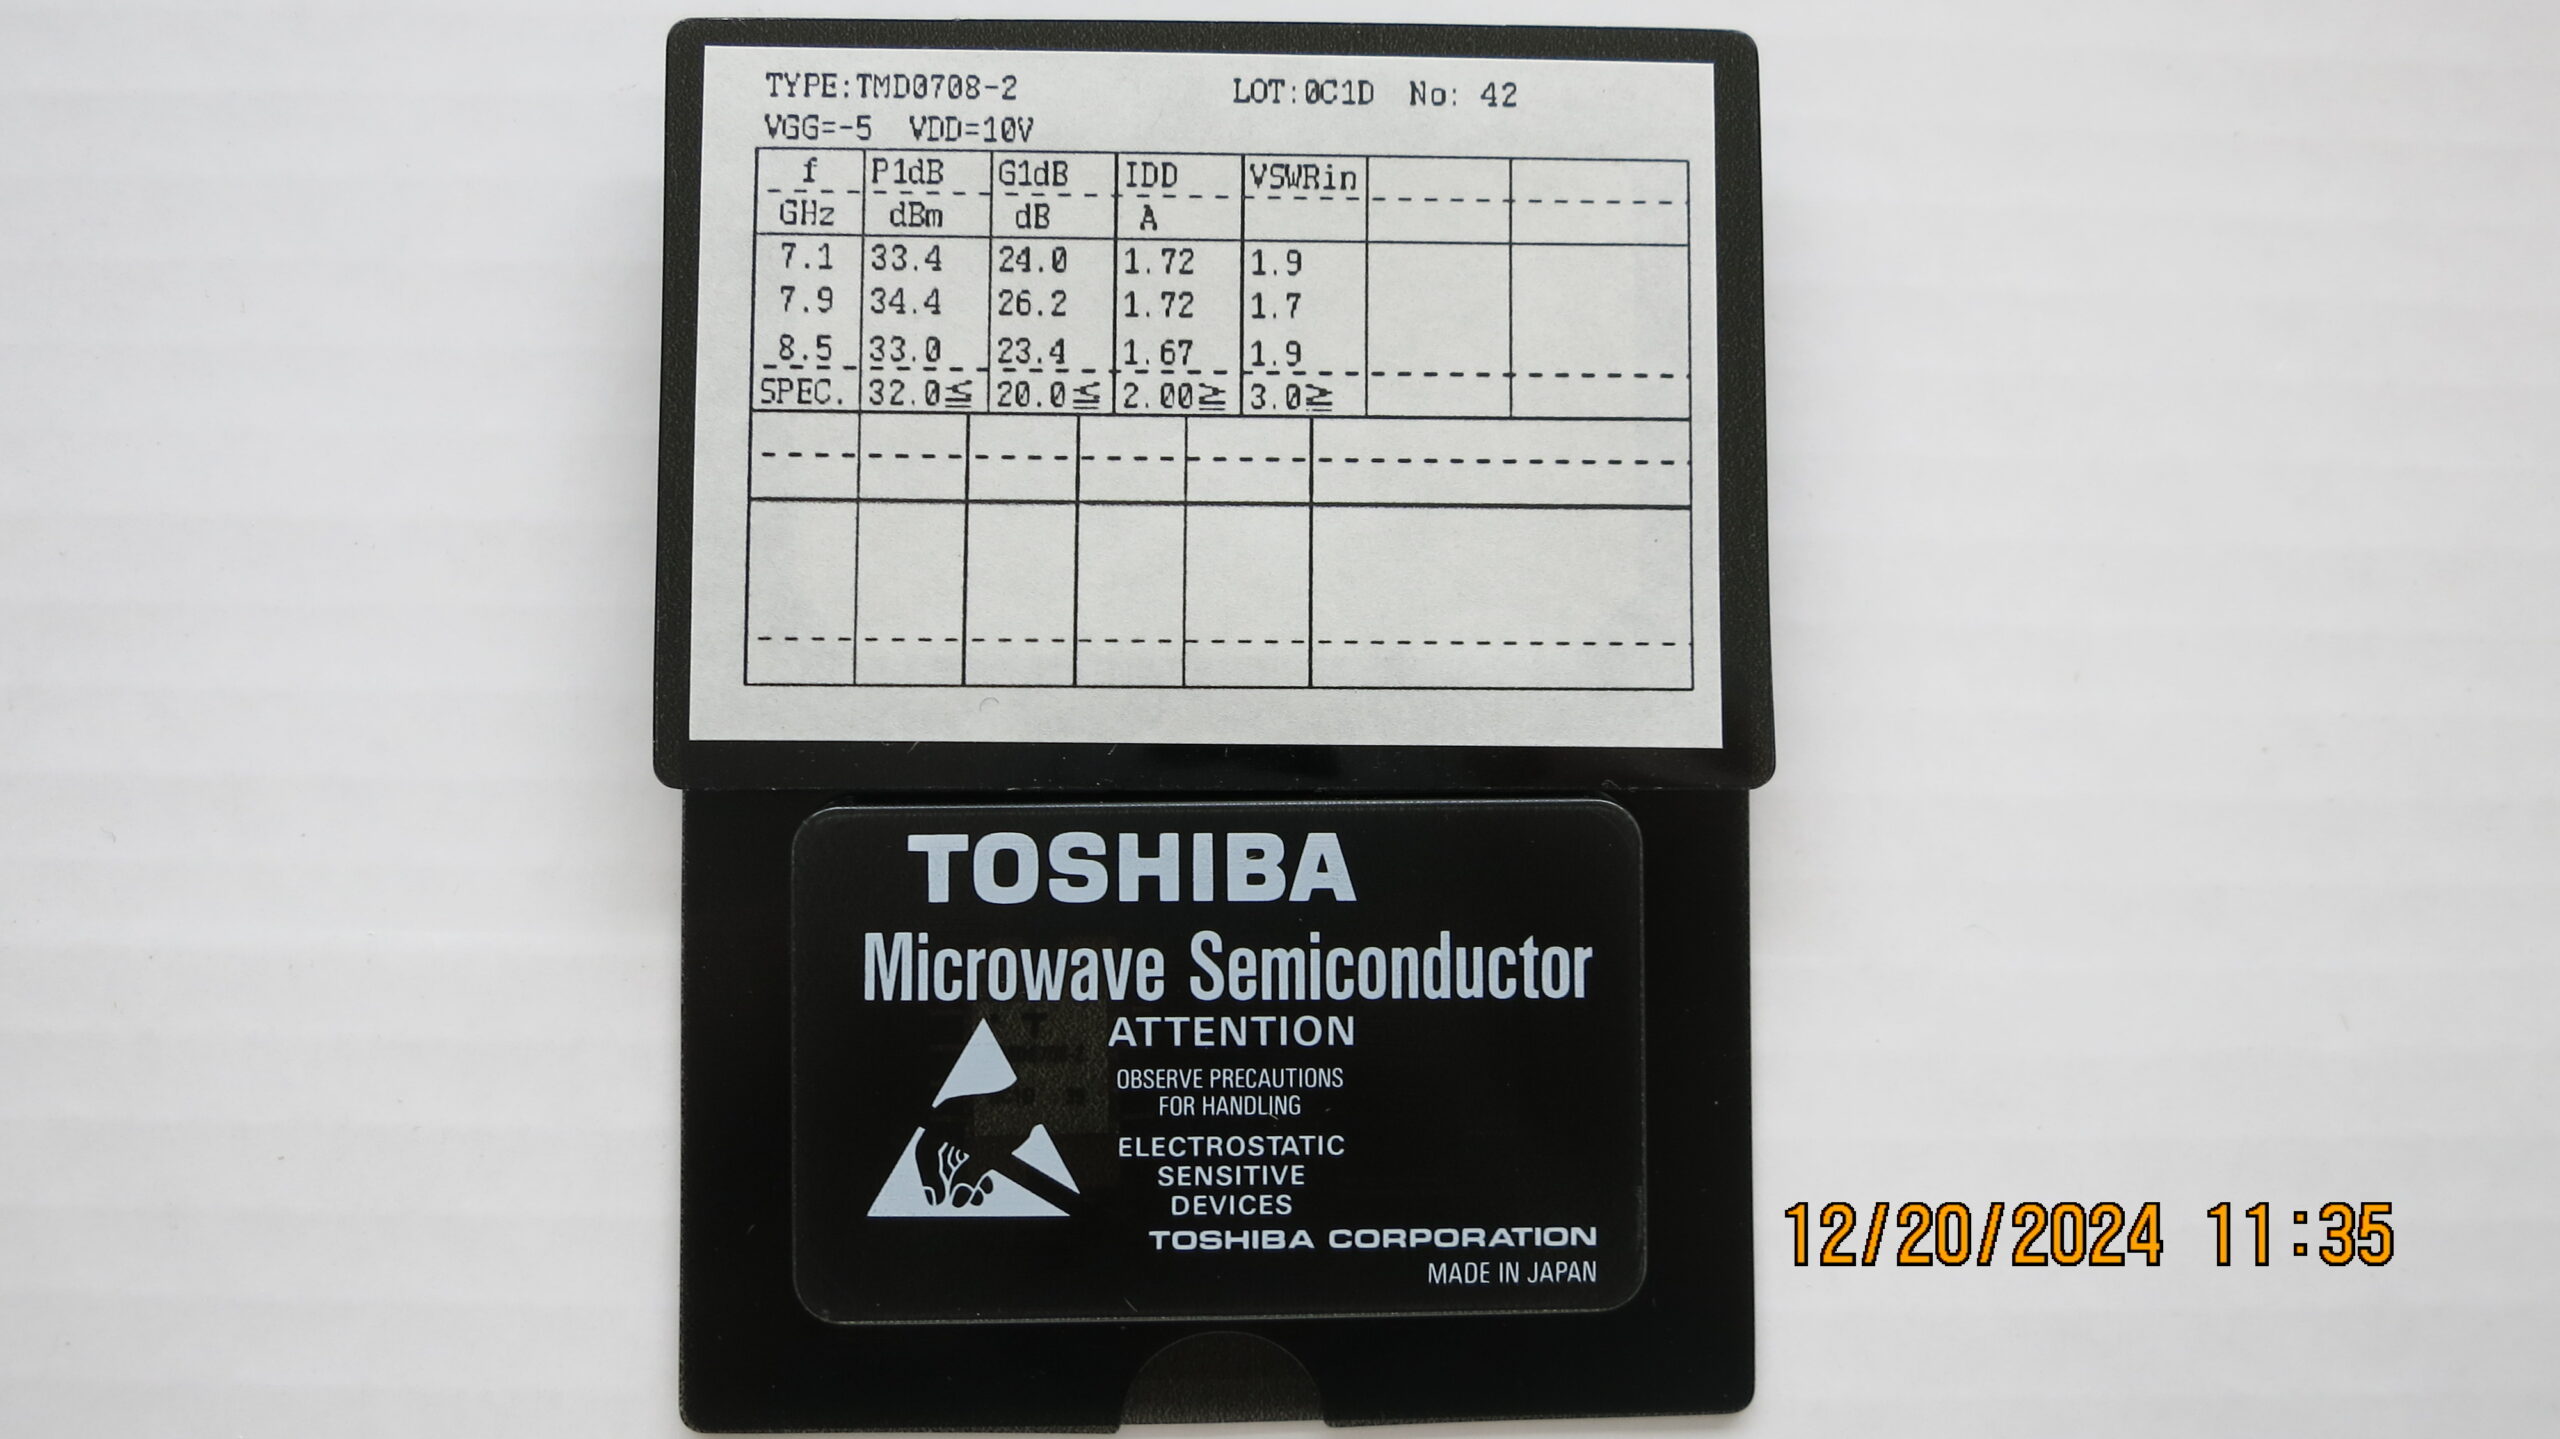 TYPE:TMD0708-2 LOT:0C1D No: 42
VGG=-5 VDD=10V
f P1dB G1dB IDD VSWRin
GHz dBm dB A
7.1 33.4 24.0 1.72 1.9
7.9 34.4 26.2 1.72 1.7
8.5 33.0 23.4 1.67 1.9
SPEC. 32.0≦ 20.0≦ 2.00≧ 3.0≧
TOSHIBA
Microwave Semiconductor
ATTENTION
OBSERVE PRECAUTIONS
FOR HANDLING
ELECTROSTATIC
SENSITIVE
DEVICES
TOSHIBA CORPORATION
MADE IN JAPAN
12/20/2024 11:35